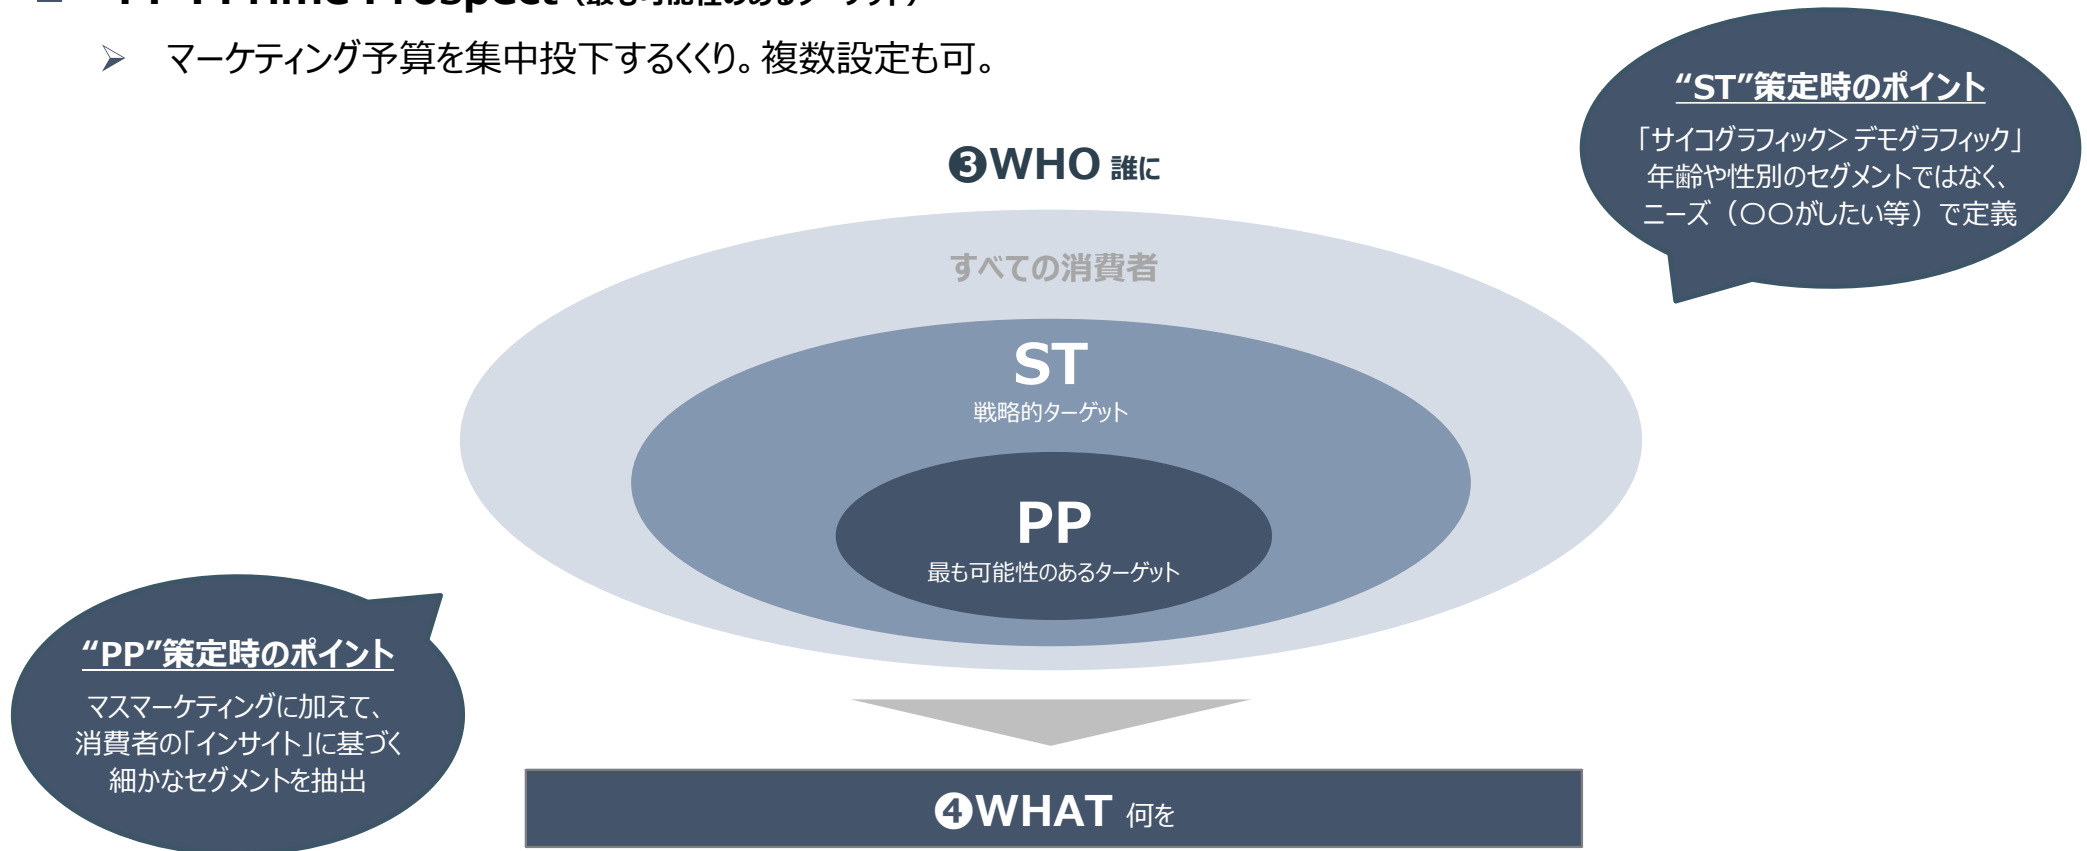 マーケティング予算を集中投下するくくり。複数設定も可。
“ST”策定時のポイント
「サイコグラフィック＞デモグラフィック」
年齢や性別のセグメントではなく、
ニーズ（〇〇がしたい等）で定義
❸WHO 誰に
すべての消費者
ST
戦略的ターゲット
PP
最も可能性のあるターゲット
“PP”策定時のポイント
マスマーケティングに加えて、
消費者の「インサイト」に基づく
細かなセグメントを抽出
❹WHAT 何を